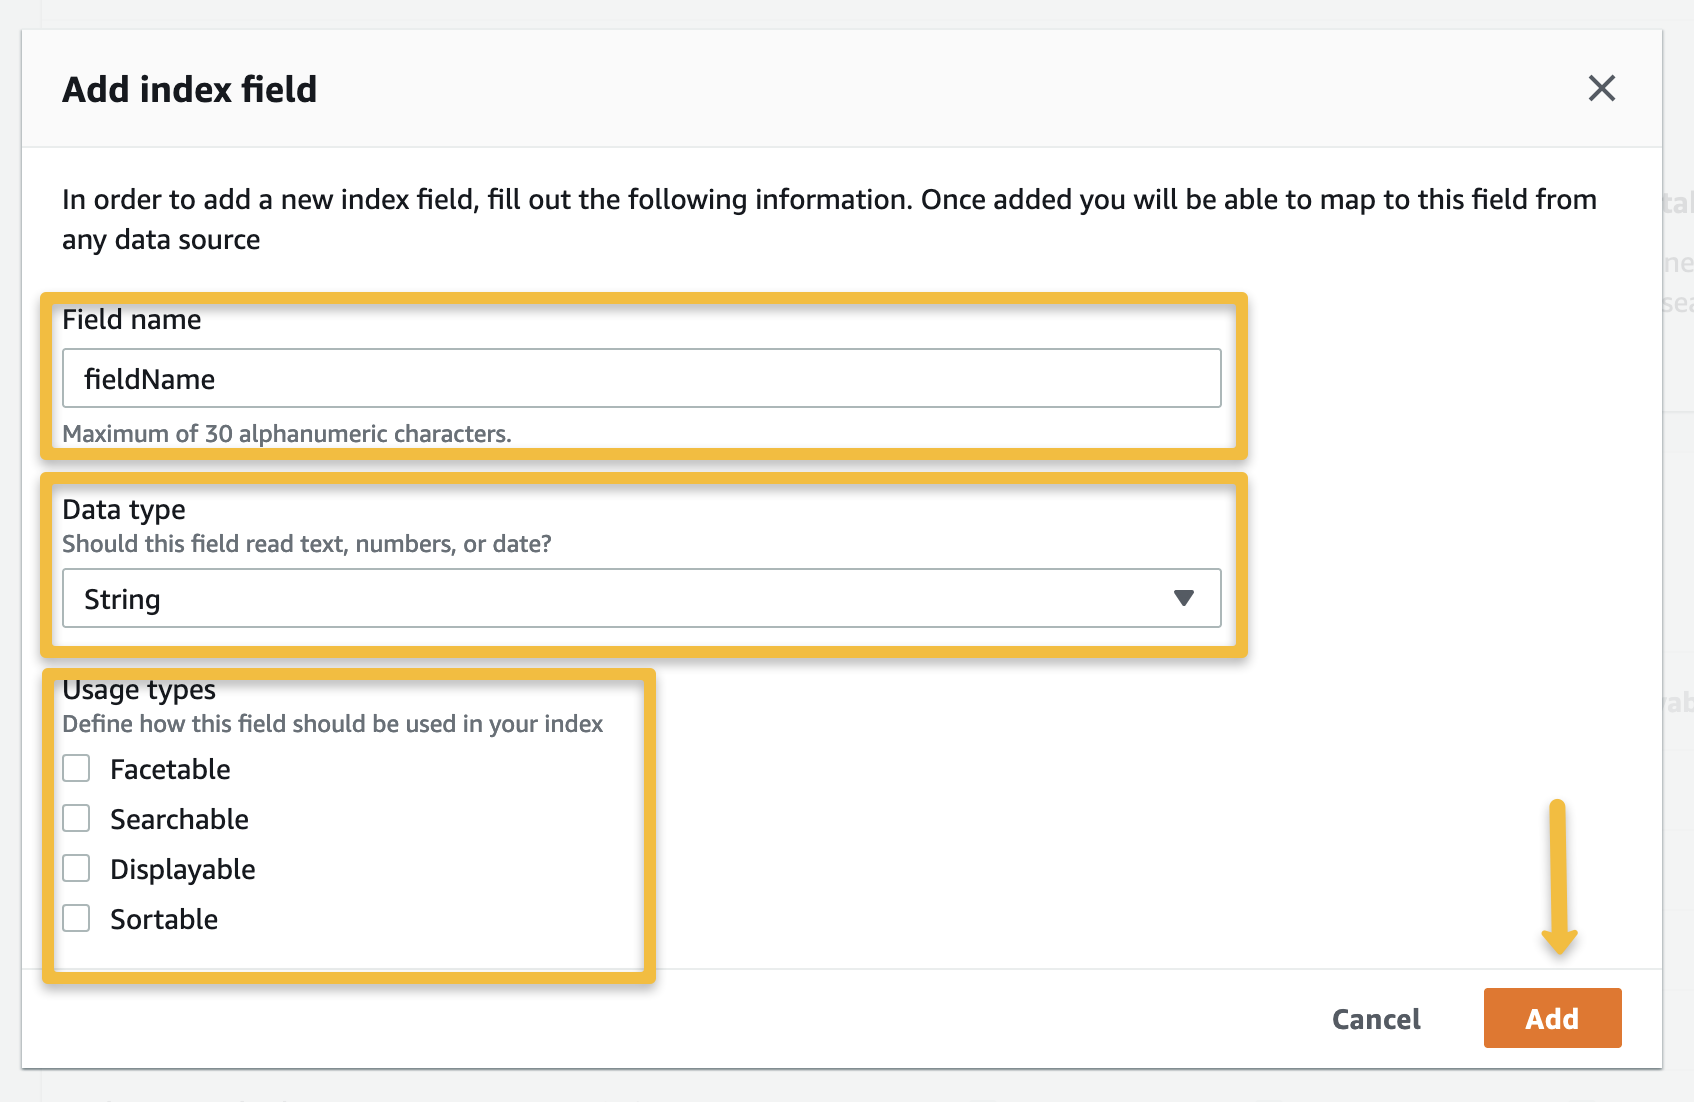 Add index field
In order to add a new index field, fill out the following information. Once added you will be able to map to this field from
any data source
Field name
fieldName
Maximum of 30 alphanumeric characters.
Data type
Should this field read text, numbers, or date?
String
Usage types
Define how this field should be used in your index
Facetable
Searchable
Displayable
Sortable
Cancel
Add